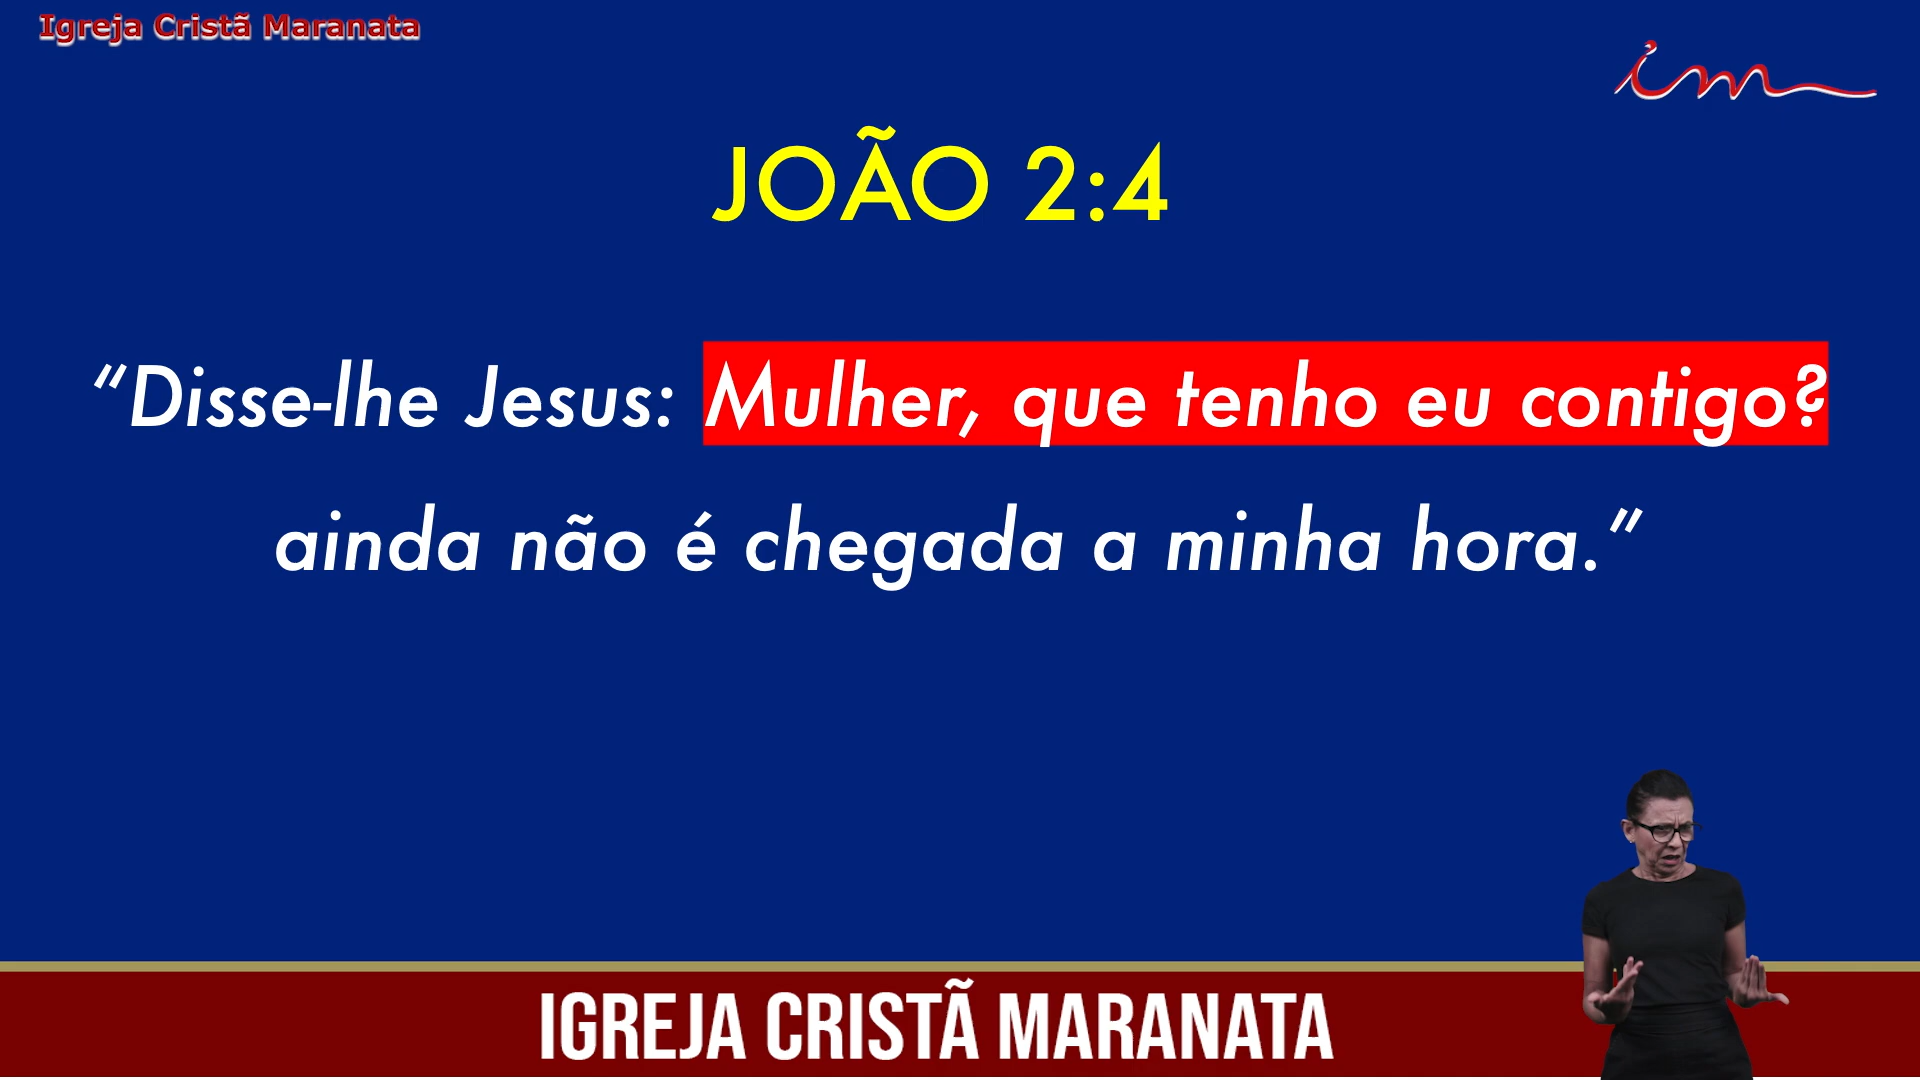 Igreja Cristã Maranata
im
JOÃO 2:4
“Disse-lhe Jesus: Mulher, que tenho eu contigo?
ainda não é chegada a minha hora.”
IGREJA CRISTÃ MARANATA